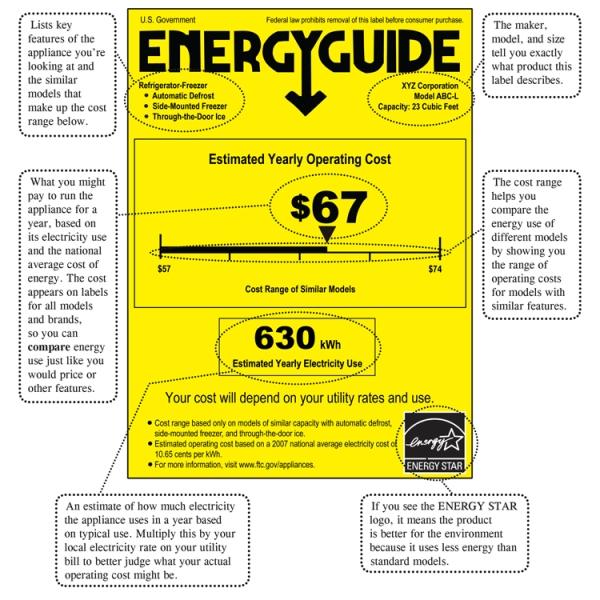 Lists key
features of the
appliance you're
looking at and
the similar
models that
make up the cost
range below.
U.S. Government
Federal law prohibits removal of this label before consumer purchase.
ENERGYGUIDE
Refrigerator-Freezer
● Automatic Defrost
● Side-Mounted Freezer
● Through-the-Door Ice
XYZ Corporation
Model ABC-L
Capacity: 23 Cubic Feet
The maker,
model, and size
tell you exactly
what product this
label describes.
What you might
pay to run the
appliance for a
year, based on
its electricity use
and the national
average cost of
energy. The cost
appears on labels
for all models
and brands,
so you can
compare energy
use just like you
would price or
other features.
Estimated Yearly Operating Cost
$67
$57
$74
Cost Range of Similar Models
The cost range
helps you
compare the
energy use of
different models
by showing you
the range of
operating costs
for models with
similar features.
630 kWh
Estimated Yearly Electricity Use
Your cost will depend on your utility rates and use.
● Cost range based only on models of similar capacity with automatic defrost,
side-mounted freezer, and through-the-door ice.
● Estimated operating cost based on a 2007 national average electricity cost of
10.65 cents per kWh.
● For more information, visit www.ftc.gov/appliances.
energy
ENERGY STAR
An estimate of how much electricity
the appliance uses in a year based
on typical use. Multiply this by your
local electricity rate on your utility
bill to better judge what your actual
operating cost might be.
If you see the ENERGY STAR
logo, it means the product
is better for the environment
because it uses less energy than
standard models.